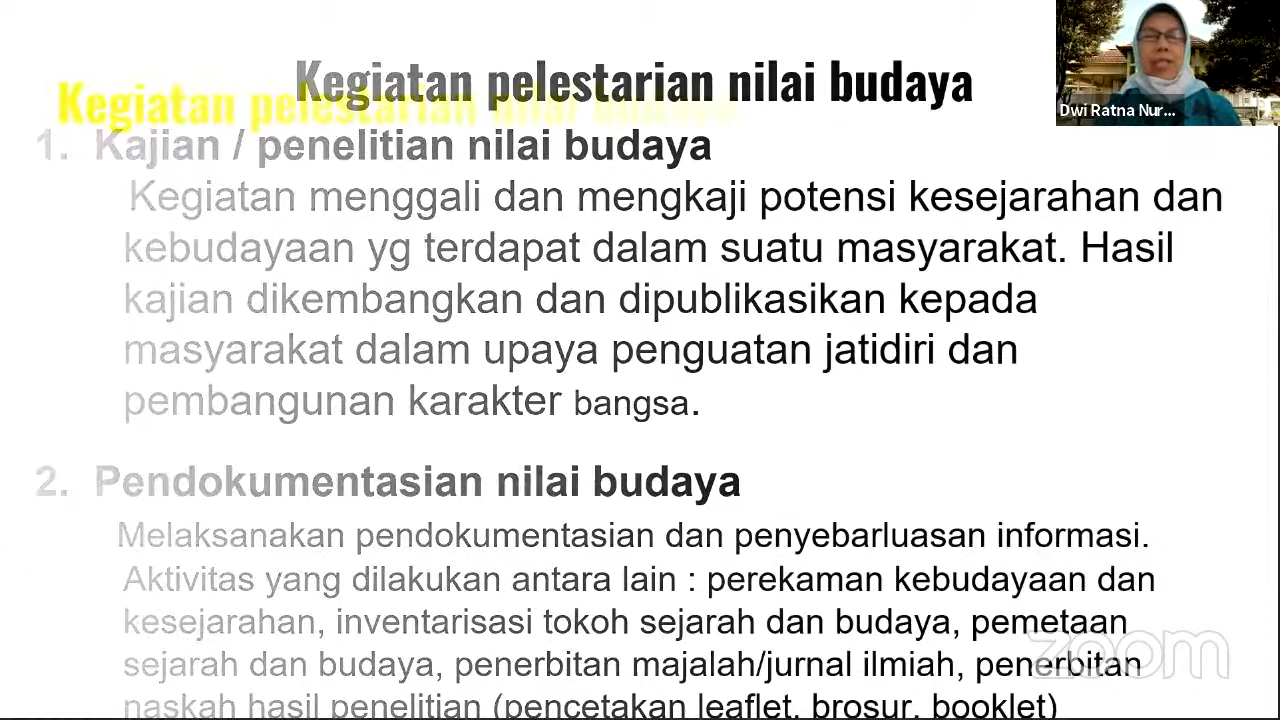 Kegiatan pelestarian nilai budaya
Kegiatan pelestarian nilai budaya
Dwi Ratna Nur...
1. Kajian / penelitian nilai budaya
Kegiatan menggali dan mengkaji potensi kesejarahan dan
kebudayaan yg terdapat dalam suatu masyarakat. Hasil
kajian dikembangkan dan dipublikasikan kepada
masyarakat dalam upaya penguatan jatidiri dan
pembangunan karakter bangsa.
2. Pendokumentasian nilai budaya
Melaksanakan pendokumentasian dan penyebarluasan informasi.
Aktivitas yang dilakukan antara lain : perekaman kebudayaan dan
kesejarahan, inventarisasi tokoh sejarah dan budaya, pemetaan
sejarah dan budaya, penerbitan majalah/jurnal ilmiah, penerbitan
naskah hasil penelitian (pencetakan leaflet, brosur, booklet)
zoom